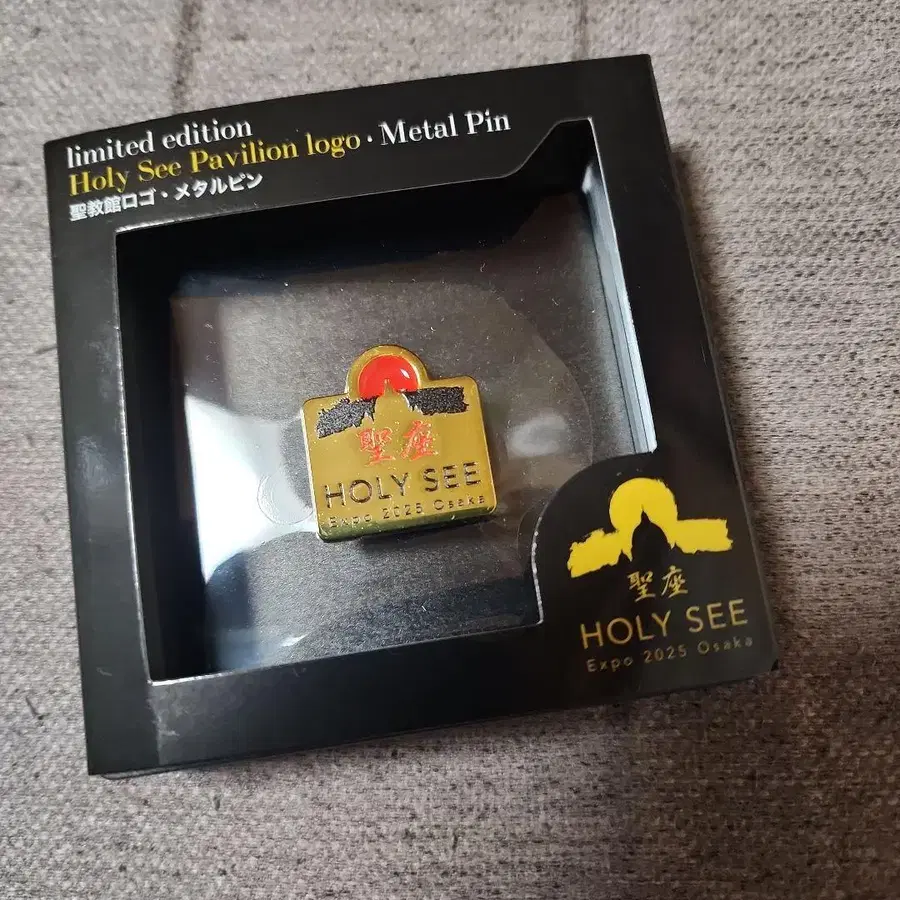 limited edition
Holy See Pavilion logo · Metal Pin
聖教館ロゴ・メタルピン
聖座
HOLY SEE
Expo 2025 Osaka
聖座
HOLY SEE
Expo 2025 Osaka